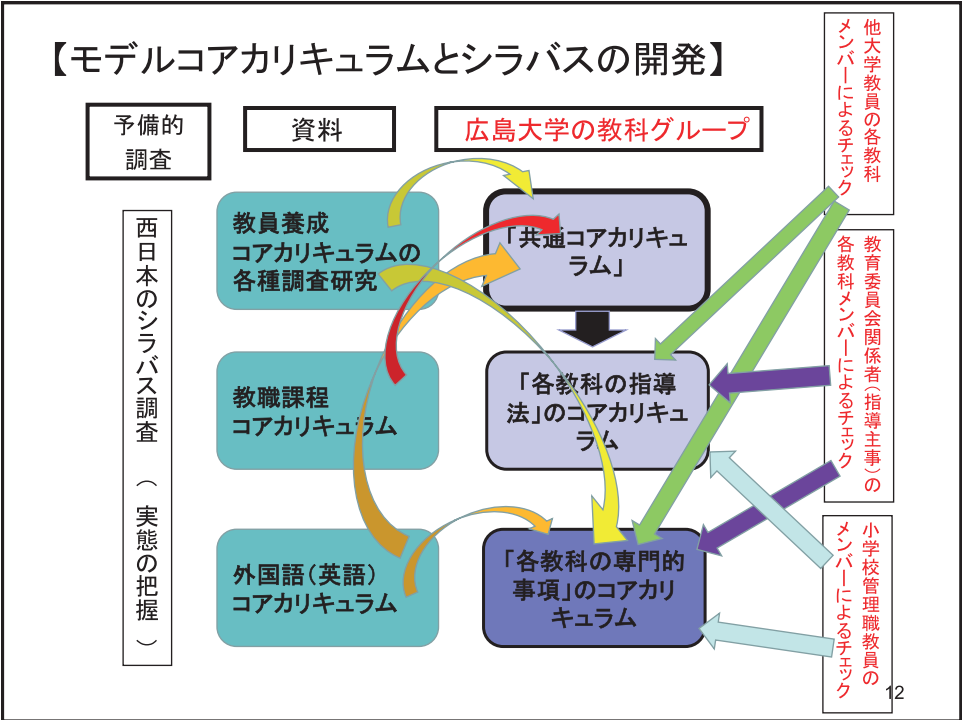 【モデルコアカリキュラムとシラバスの開発】
予備的
調査
資料
広島大学の教科グループ
西日本のシラバス調査 （ 実態の把握 ）
教員養成
コアカリキュラムの
各種調査研究
教職課程
コアカリキュラム
外国語（英語）
コアカリキュラム
「共通コアカリキュ
ラム」
「各教科の指導
法」のコアカリキュ
ラム
「各教科の専門的
事項」のコアカリ
キュラム
他大学教員の各教科
メンバーによるチェック
教育委員会関係者（指導主事）の
各教科メンバーによるチェック
小学校管理職教員の
メンバーによるチェック
12